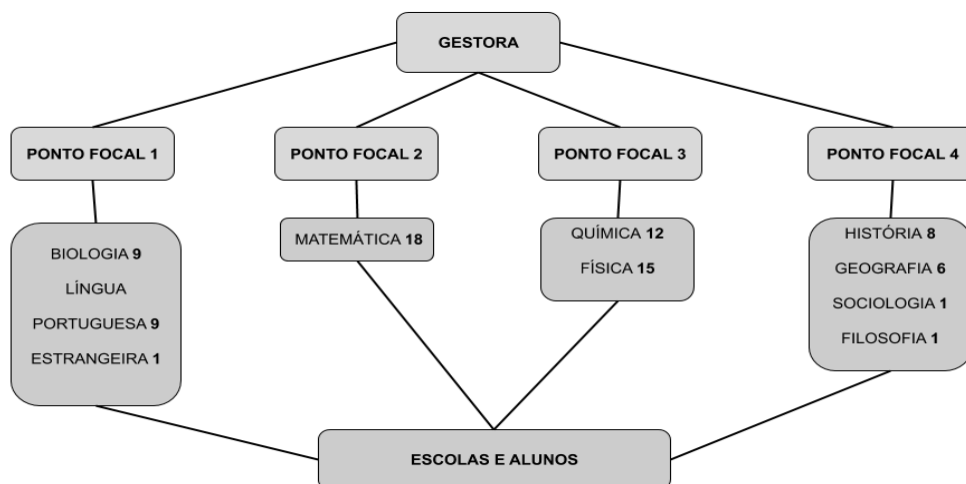 GESTORA
PONTO FOCAL 1
PONTO FOCAL 2
PONTO FOCAL 3
PONTO FOCAL 4
BIOLOGIA 9
LÍNGUA
PORTUGUESA 9
ESTRANGEIRA 1
MATEMÁTICA 18
QUÍMICA 12
FÍSICA 15
HISTÓRIA 8
GEOGRAFIA 6
SOCIOLOGIA 1
FILOSOFIA 1
ESCOLAS E ALUNOS